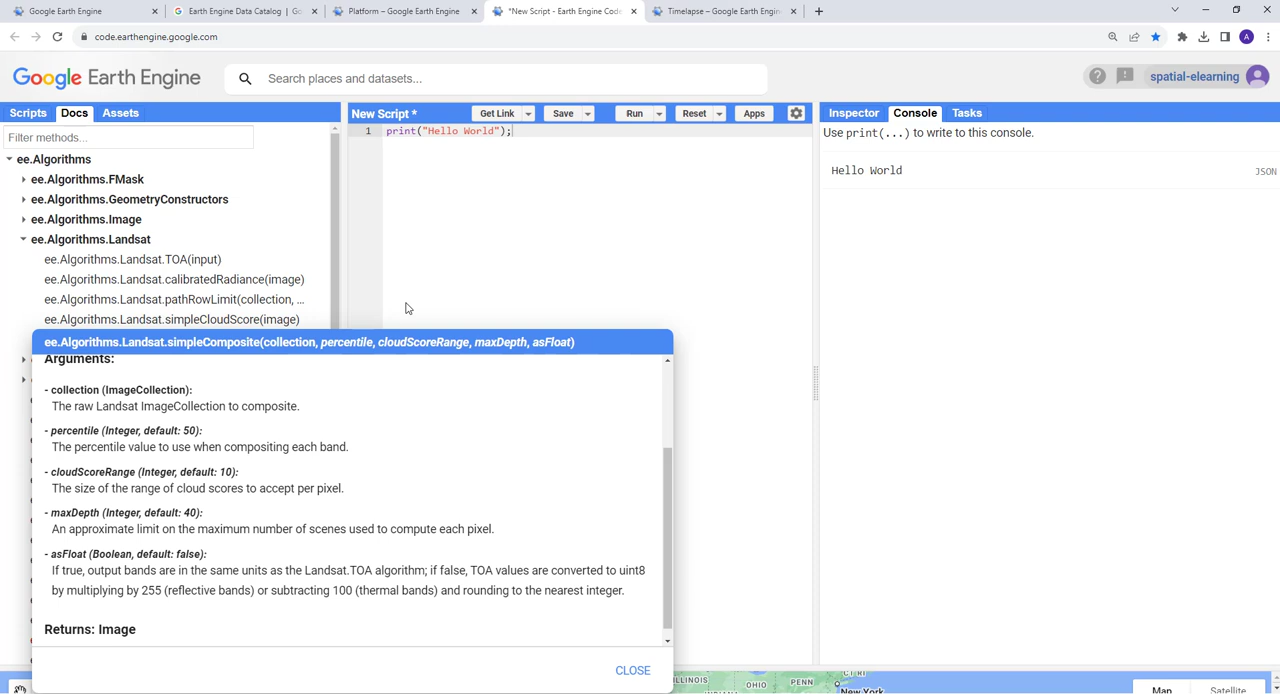 Google Earth Engine
Earth Engine Data Catalog | Go
Platform – Google Earth Engine
*New Script - Earth Engine Code
Timelapse – Google Earth Engin
code.earthengine.google.com
A
Google Earth Engine
Search places and datasets...
spatial-elearning
Scripts
Docs
Assets
New Script *
Get Link
Save
Run
Reset
Apps
Inspector
Console
Tasks
Filter methods...
ee.Algorithms
ee.Algorithms.FMask
ee.Algorithms.GeometryConstructors
ee.Algorithms.Image
ee.Algorithms.Landsat
ee.Algorithms.Landsat.TOA(input)
ee.Algorithms.Landsat.calibratedRadiance(image)
ee.Algorithms.Landsat.pathRowLimit(collection, ...
ee.Algorithms.Landsat.simpleCloudScore(image)
1 print("Hello World");
Use print(...) to write to this console.
Hello World
JSON
ee.Algorithms.Landsat.simpleComposite(collection, percentile, cloudScoreRange, maxDepth, asFloat)
Arguments:
- collection (ImageCollection):
The raw Landsat ImageCollection to composite.
- percentile (Integer, default: 50):
The percentile value to use when compositing each band.
- cloudScoreRange (Integer, default: 10):
The size of the range of cloud scores to accept per pixel.
- maxDepth (Integer, default: 40):
An approximate limit on the maximum number of scenes used to compute each pixel.
- asFloat (Boolean, default: false):
If true, output bands are in the same units as the Landsat.TOA algorithm; if false, TOA values are converted to uint8
by multiplying by 255 (reflective bands) or subtracting 100 (thermal bands) and rounding to the nearest integer.
Returns: Image
CLOSE
ILLINOIS
OHIO
PENN
CT RI
New York
Map
Satellite